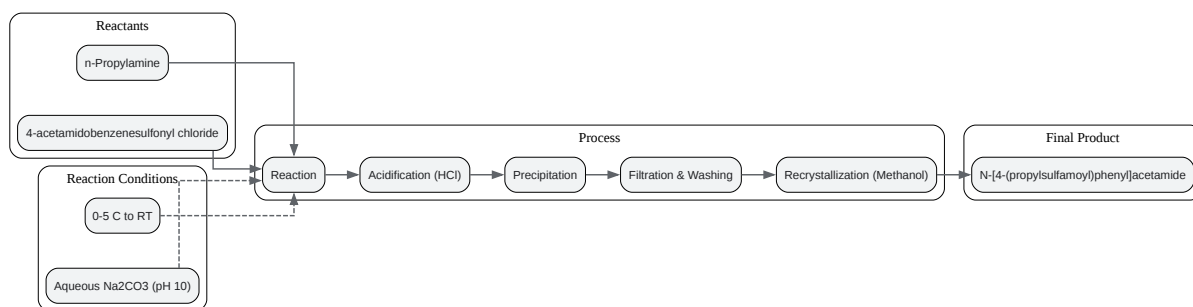 Reactants
n-Propylamine
4-acetamidobenzenesulfonyl chloride
Reaction Conditions
0-5 C to RT
Aqueous Na2CO3 (pH 10)
Process
Reaction
Acidification (HCl)
Precipitation
Filtration & Washing
Recrystallization (Methanol)
Final Product
N-[4-(propylsulfamoyl)phenyl]acetamide